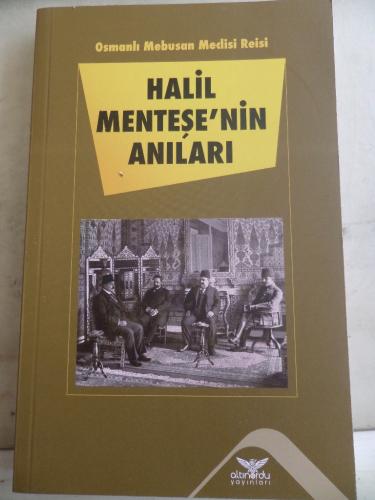 Osmanlı Mebusan Meclisi Reisi
HALİL
MENTEŞE'NİN
ANILARI
altınordu
yayınları